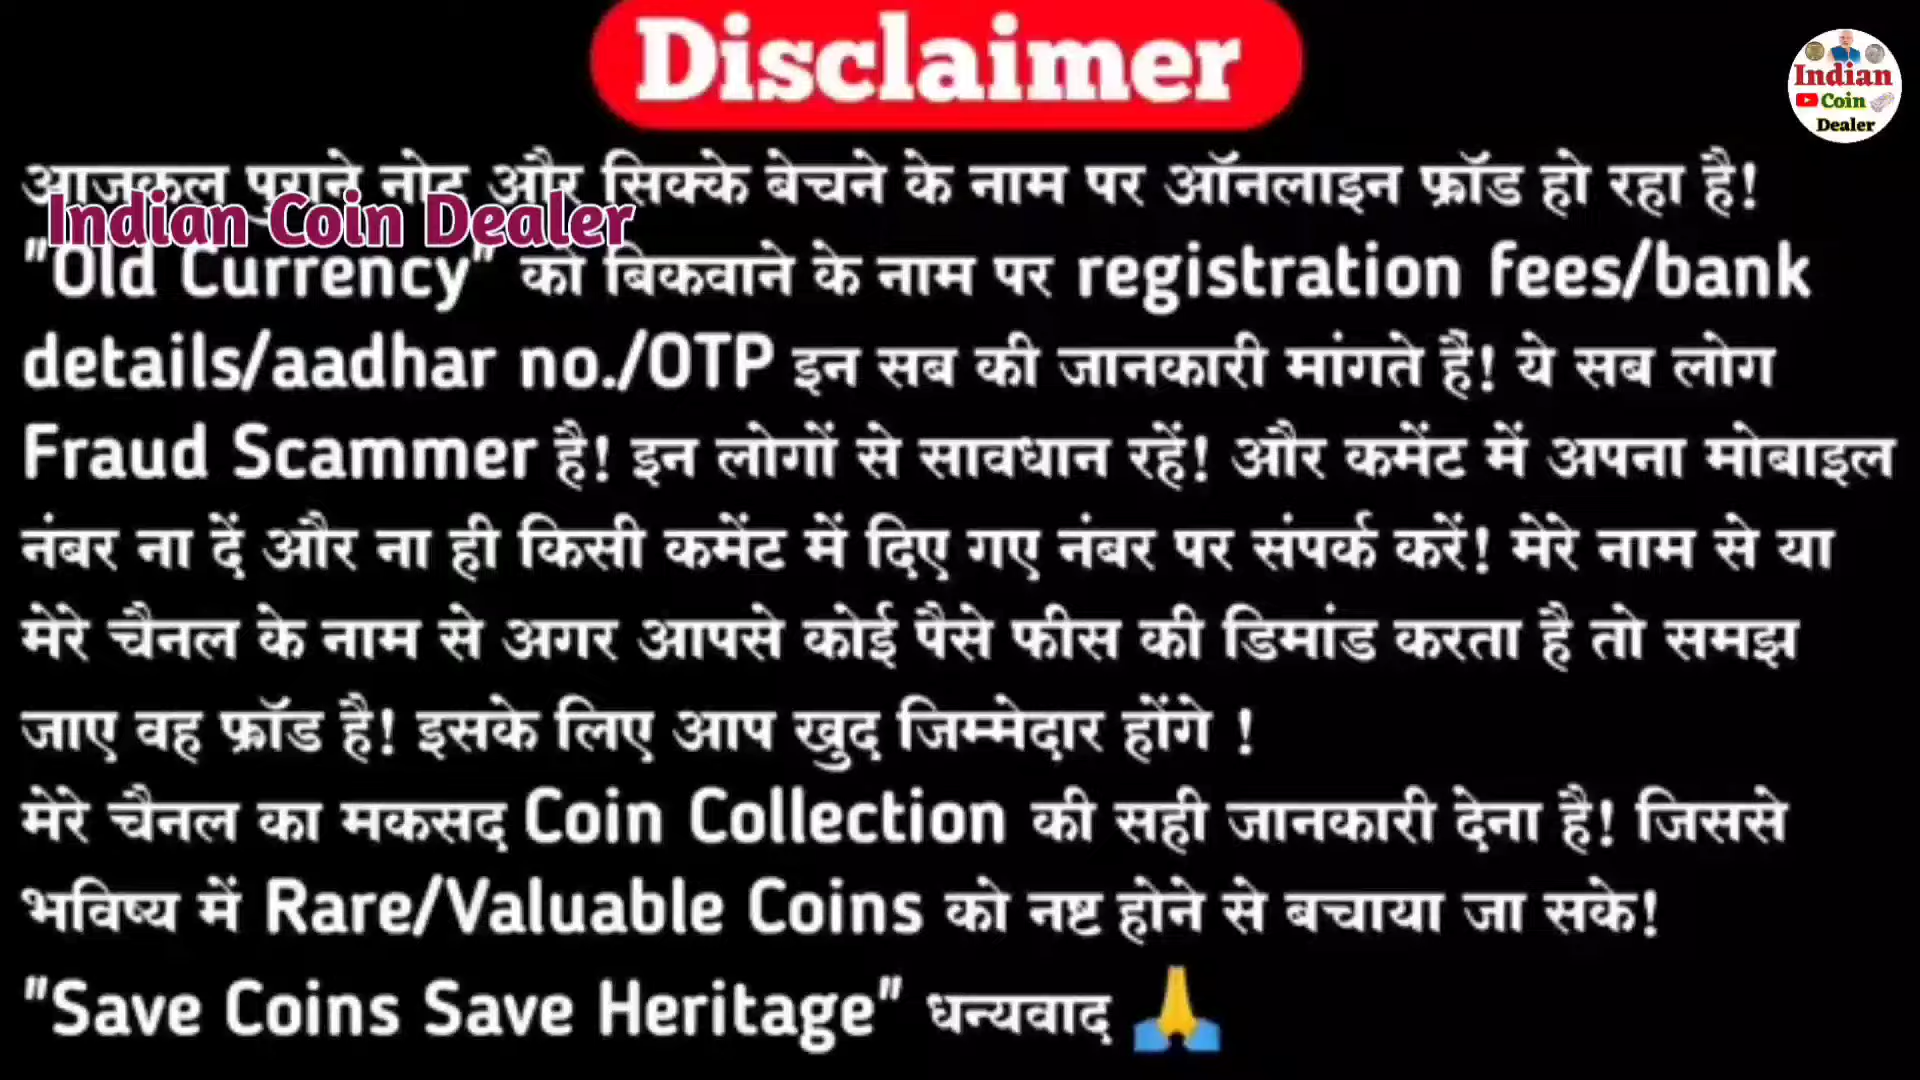 Disclaimer
Indian
Coin
Dealer
आजकल पुराने नोट और सिक्के बेचने के नाम पर ऑनलाइन फ्रॉड हो रहा है!
Indian Coin Dealer
"Old Currency" को बिकवाने के नाम पर registration fees/bank
details/aadhar no./OTP इन सब की जानकारी मांगते हैं! ये सब लोग
Fraud Scammer है! इन लोगों से सावधान रहें! और कमेंट में अपना मोबाइल
नंबर ना दें और ना ही किसी कमेंट में दिए गए नंबर पर संपर्क करें! मेरे नाम से या
मेरे चैनल के नाम से अगर आपसे कोई पैसे फीस की डिमांड करता है तो समझ
जाए वह फ्रॉड है! इसके लिए आप खुद जिम्मेदार होंगे !
मेरे चैनल का मकसद Coin Collection की सही जानकारी देना है! जिससे
भविष्य में Rare/Valuable Coins को नष्ट होने से बचाया जा सके!
"Save Coins Save Heritage" धन्यवाद 🙏